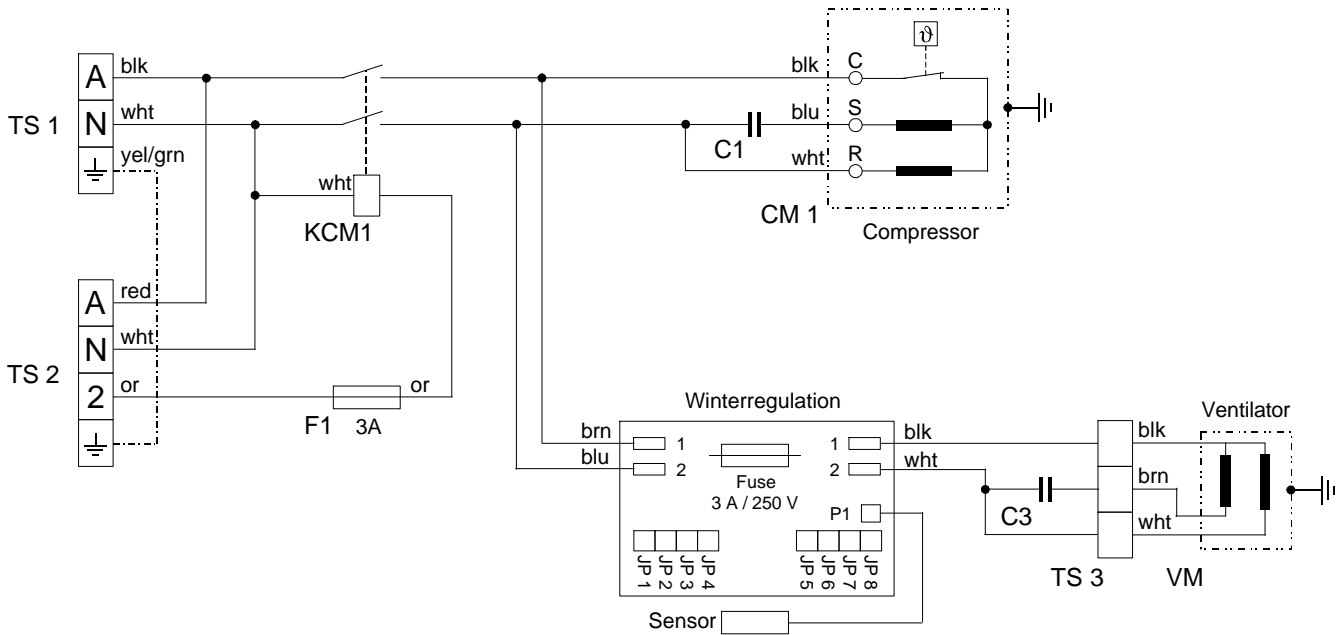 ϑ
A
blk
blk
C
TS 1
N
wht
blu
S
C1
yel/grn
wht
R
wht
KCM1
CM 1
Compressor
A
red
TS 2
N
wht
2
or
or
F1
3A
Winterregulation
Ventilator
brn
1
1
blk
blk
blu
2
2
wht
Fuse
3 A / 250 V
brn
P1
C3
wht
JP 1
JP 2
JP 3
JP 4
JP 5
JP 6
JP 7
JP 8
TS 3
VM
Sensor